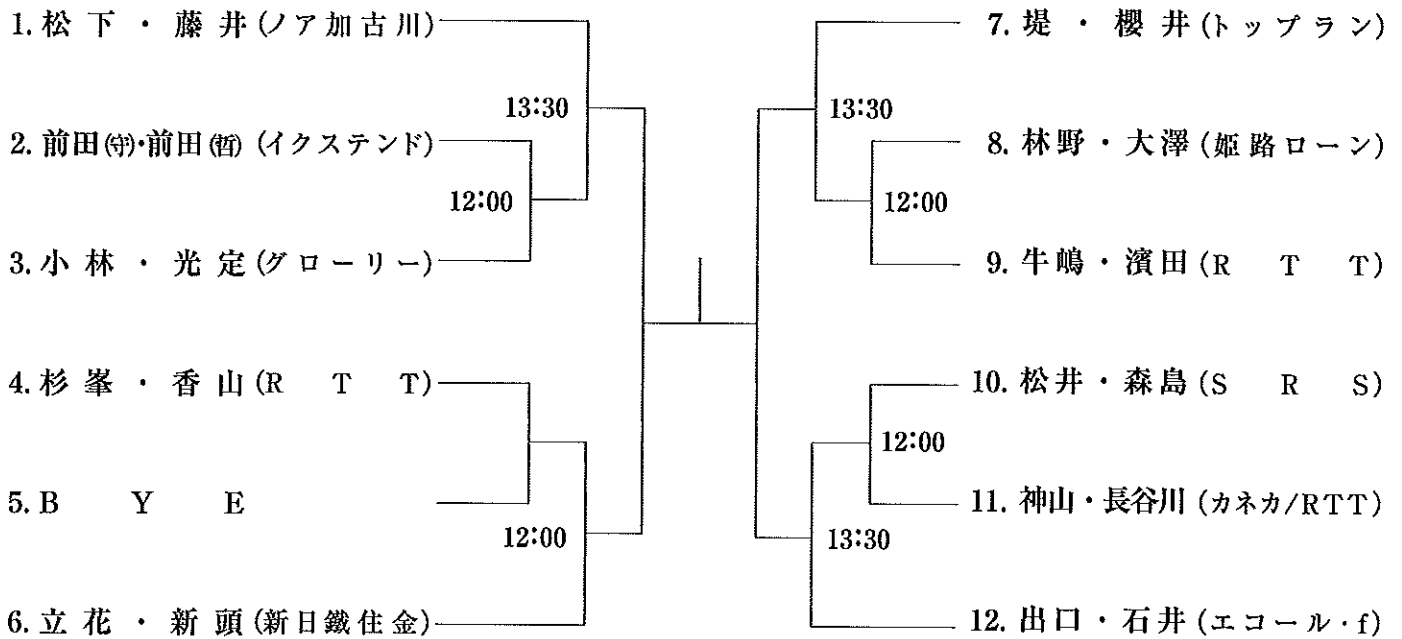 1. 松下・藤井 (ノア加古川)
13:30
2. 前田(守)・前田(哲) (イクステンド)
12:00
3. 小林・光定 (グローリー)
4. 杉峯・香山 (R T T)
5. B Y E
12:00
6. 立花・新頭 (新日鐵住金)
7. 堤・櫻井 (トップラン)
13:30
8. 林野・大澤 (姫路ローン)
12:00
9. 牛嶋・濱田 (R T T)
10. 松井・森島 (S R S)
12:00
11. 神山・長谷川 (カネカ/RTT)
13:30
12. 出口・石井 (エコール・f)